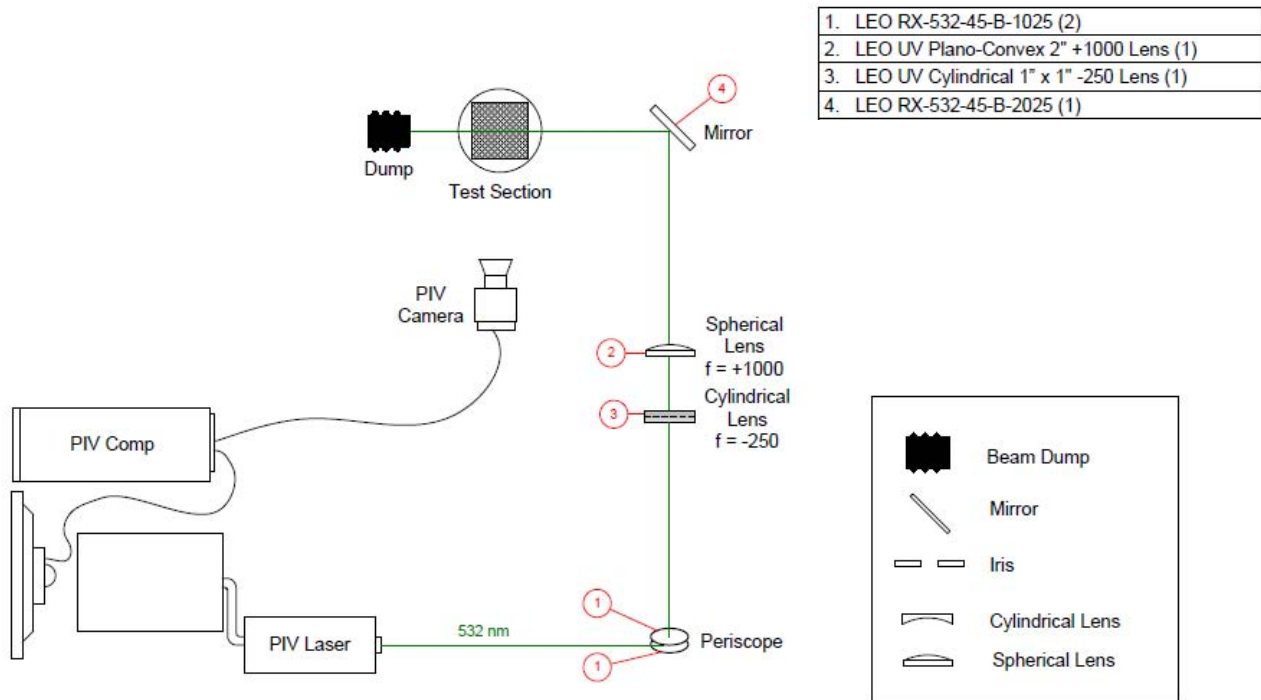 1. LEO RX-532-45-B-1025 (2)
2. LEO UV Plano-Convex 2" +1000 Lens (1)
3. LEO UV Cylindrical 1” x 1" -250 Lens (1)
4. LEO RX-532-45-B-2025 (1)
4
Mirror
Dump
Test Section
PIV
Camera
2
Spherical
Lens
f = +1000
3
Cylindrical
Lens
f = -250
PIV Comp
PIV Laser
532 nm
1
1
Periscope
Beam Dump
Mirror
Iris
Cylindrical Lens
Spherical Lens